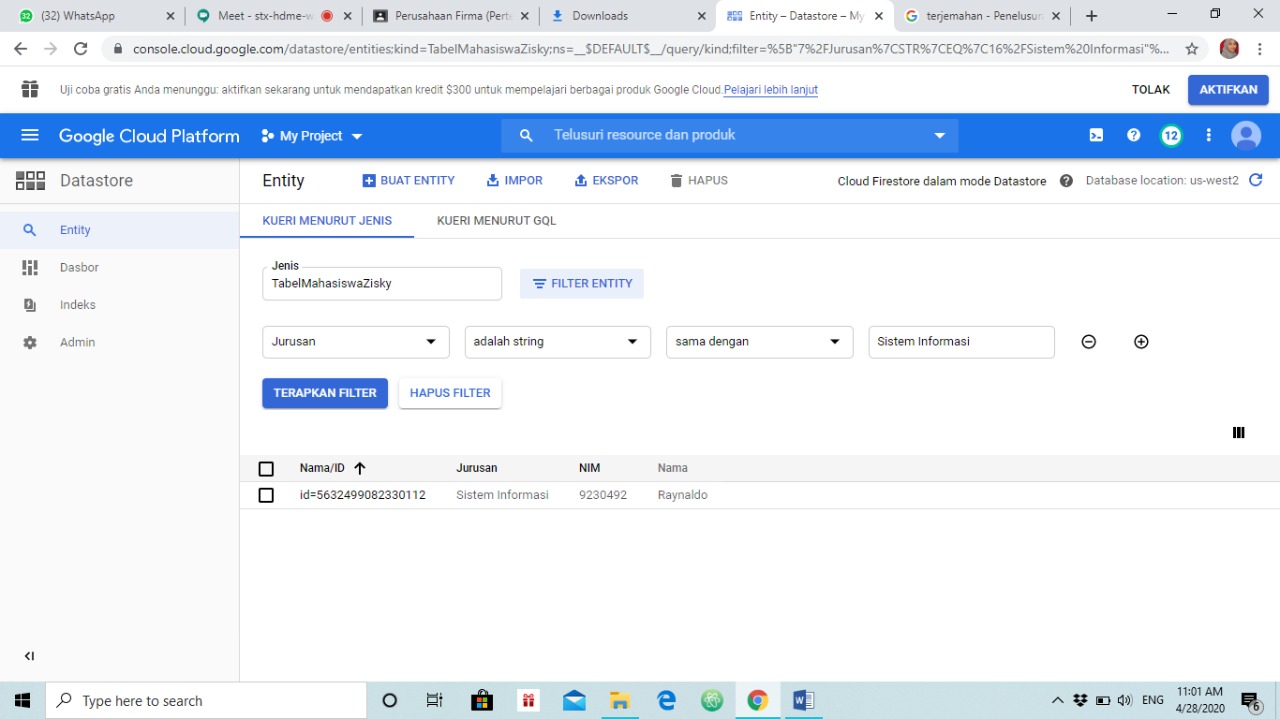 (32) WhatsApp
Meet - stx-hdms-w
Perusahaan Firma (Perte
Downloads
Entity – Datastore – My
terjemahan - Penelusura
console.cloud.google.com/datastore/entities;kind=TabelMahasiswaZisky;ns=__$DEFAULT$__/query/kind;filter=%5B"7%2FJurusan%7CSTR%7CEQ%7C16%2FSistem%20Informasi"%...
Uji coba gratis Anda menunggu: aktifkan sekarang untuk mendapatkan kredit $300 untuk mempelajari berbagai produk Google Cloud. Pelajari lebih lanjut
TOLAK
AKTIFKAN
Google Cloud Platform
My Project
Telusuri resource dan produk
12
Datastore
Entity
BUAT ENTITY
IMPOR
EKSPOR
HAPUS
Cloud Firestore dalam mode Datastore
Database location: us-west2
Entity
Dasbor
Indeks
Admin
KUERI MENURUT JENIS
KUERI MENURUT GQL
Jenis
TabelMahasiswaZisky
FILTER ENTITY
Jurusan
adalah string
sama dengan
Sistem Informasi
TERAPKAN FILTER
HAPUS FILTER
Nama/ID Jurusan NIM Nama
id=5632499082330112 Sistem Informasi 9230492 Raynaldo
Type here to search
ENG
11:01 AM
4/28/2020
6